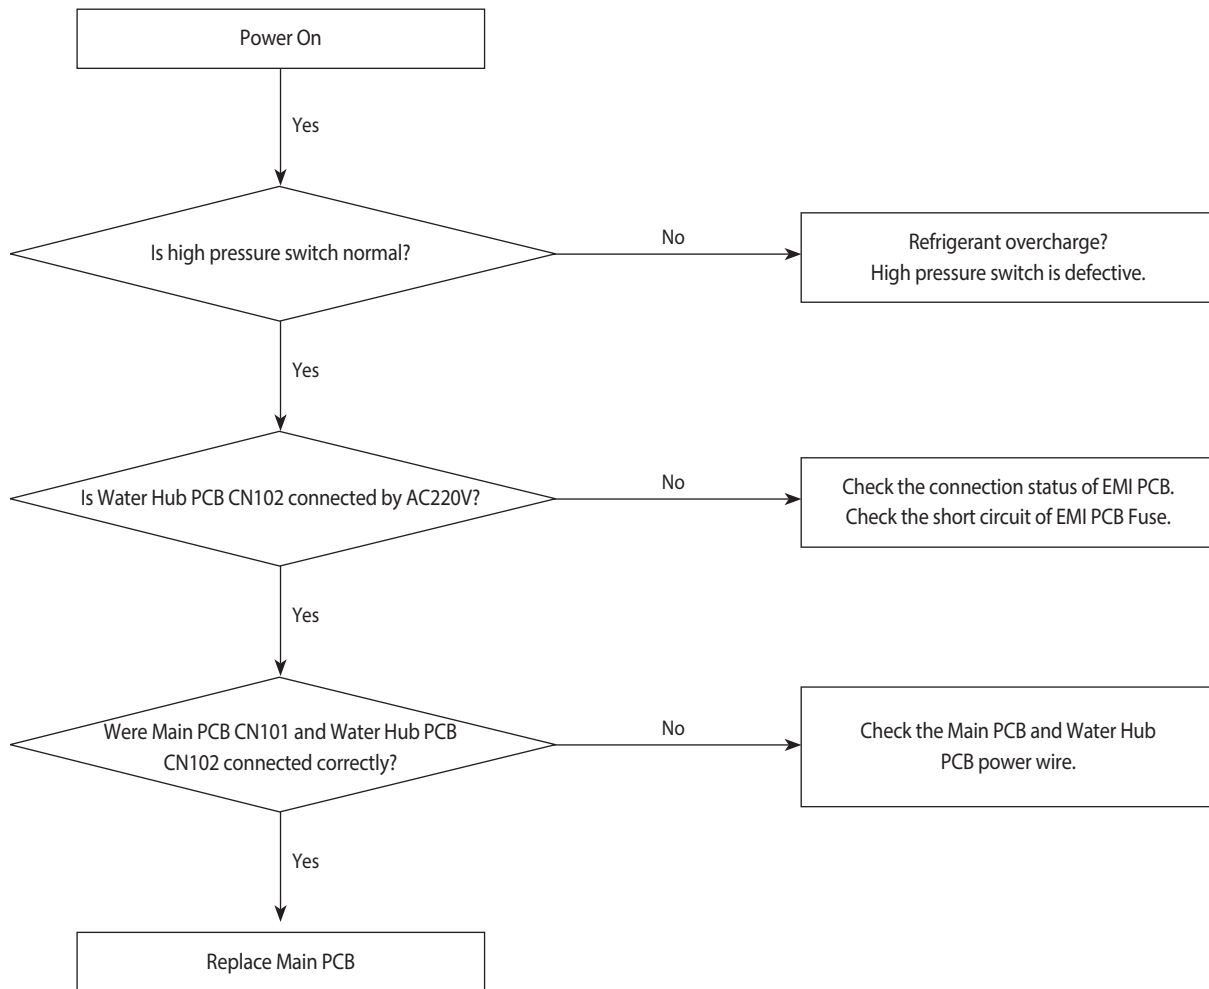 Power On
Yes
Is high pressure switch normal?
No
Refrigerant overcharge?
High pressure switch is defective.
Yes
Is Water Hub PCB CN102 connected by AC220V?
No
Check the connection status of EMI PCB.
Check the short circuit of EMI PCB Fuse.
Yes
Were Main PCB CN101 and Water Hub PCB
CN102 connected correctly?
No
Check the Main PCB and Water Hub
PCB power wire.
Yes
Replace Main PCB